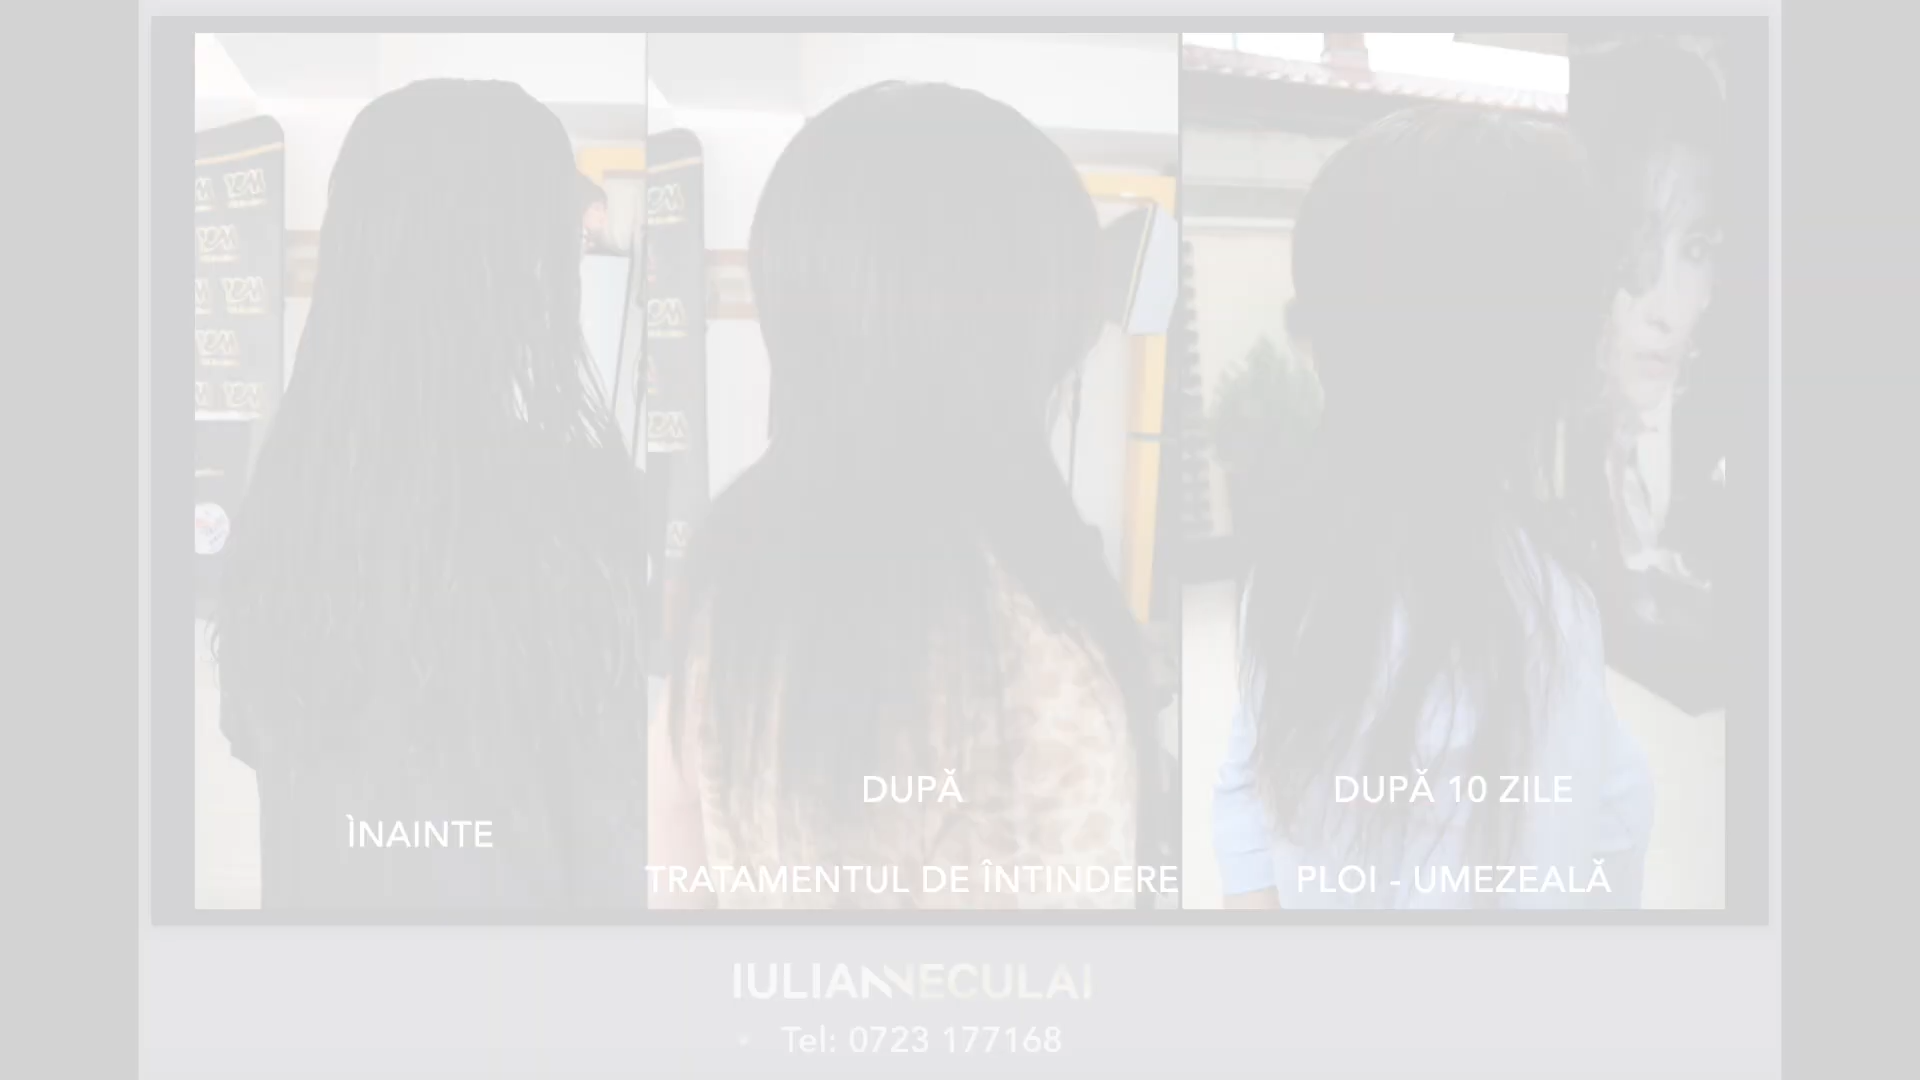 ÎNAINTE
DUPĂ
TRATAMENTUL DE ÎNTINDERE
DUPĂ 10 ZILE
PLOI - UMEZEALĂ
IULIANNECULAI
Tel: 0723 177168